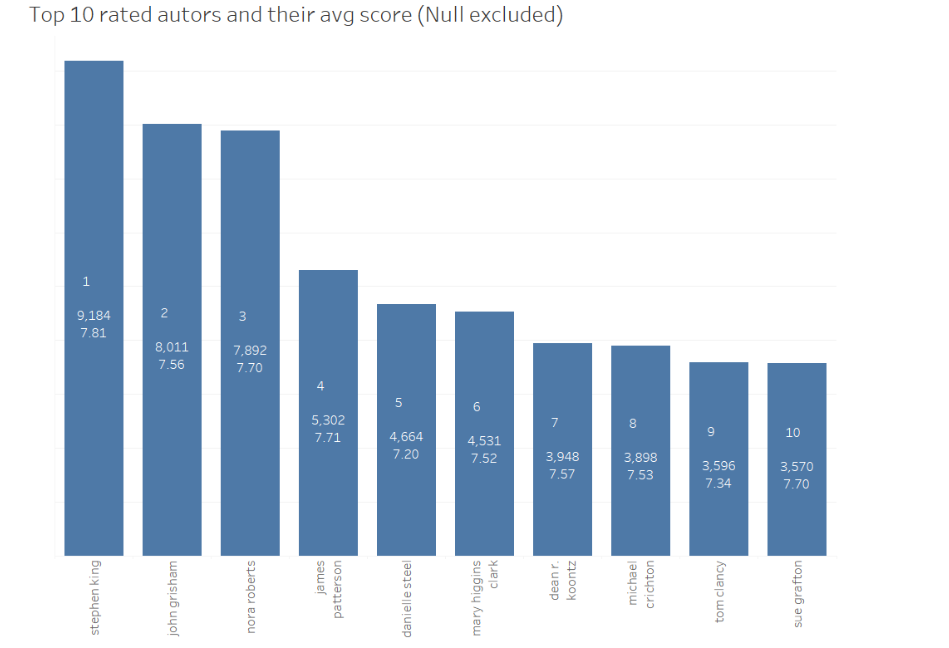 Top 10 rated autors and their avg score (Null excluded)
1
9,184
7.81
2
8,011
7.56
3
7,892
7.70
4
5,302
7.71
5
4,664
7.20
6
4,531
7.52
7
3,948
7.57
8
3,898
7.53
9
3,596
7.34
10
3,570
7.70
stephen king
john grisham
nora roberts
james
patterson
danielle steel
mary higgins
clark
dean r.
koontz
michael
crichton
tom clancy
sue grafton